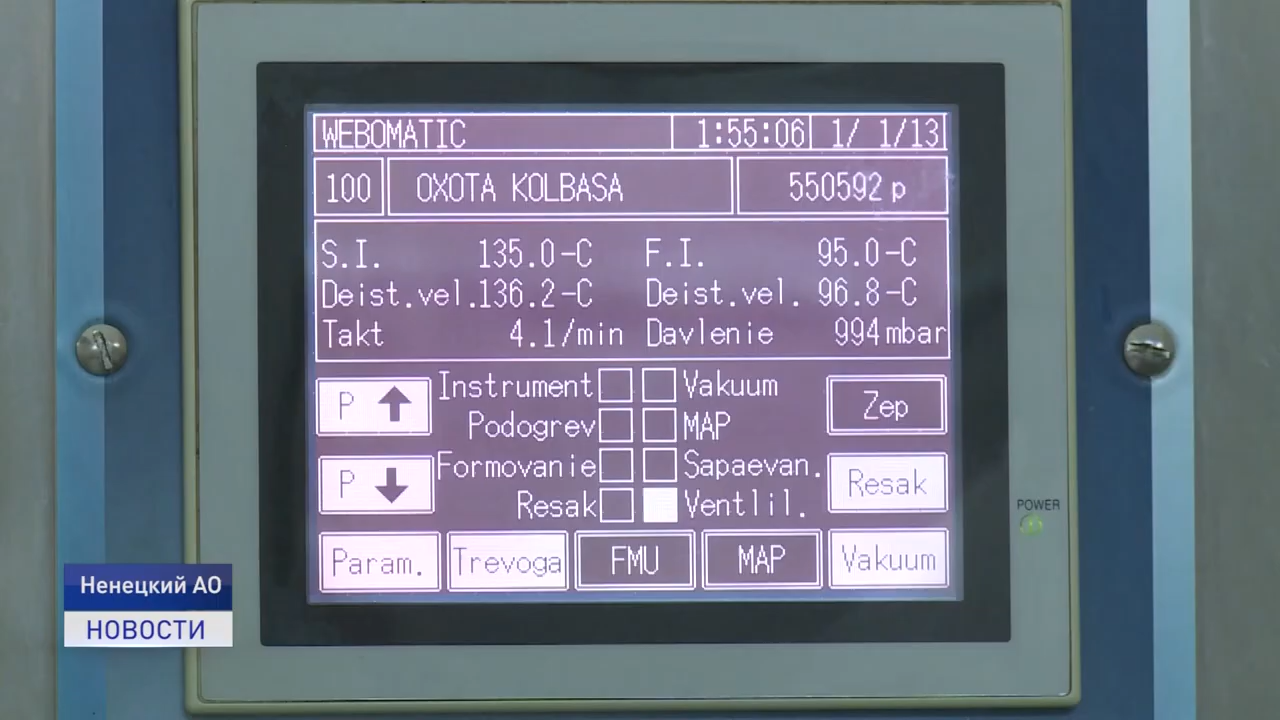 WEBOMATIC 1:55:06 1/ 1/13
100 OXOTA KOLBASA 550592 p
S.I. 135.0-C F.I. 95.0-C
Deist.vel.136.2-C Deist.vel. 96.8-C
Takt 4.1/min Davlenie 994mbar
P Instrument Vakuum Zep
Podogrev MAP
P Formovanie Sapaevan. Resak
Resak Ventlil.
Param. Trevoga FMU MAP Vakuum
POWER
Ненецкий АО
НОВОСТИ